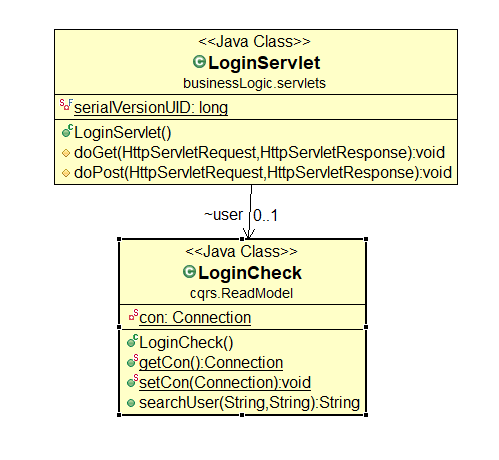 <<Java Class>>
LoginServlet
businessLogic.servlets
serialVersionUID: long
LoginServlet()
doGet(HttpServletRequest,HttpServletResponse):void
doPost(HttpServletRequest,HttpServletResponse):void
~user 0..1
<<Java Class>>
LoginCheck
cqrs.ReadModel
con: Connection
LoginCheck()
getCon():Connection
setCon(Connection):void
searchUser(String,String):String